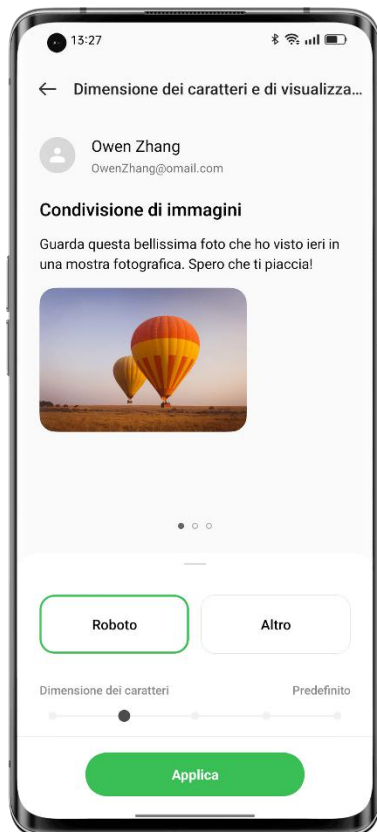 13:27
Dimensione dei caratteri e di visualizza...
Owen Zhang
OwenZhang@omail.com
Condivisione di immagini
Guarda questa bellissima foto che ho visto ieri in
una mostra fotografica. Spero che ti piaccia!
Roboto
Altro
Dimensione dei caratteri
Predefinito
Applica